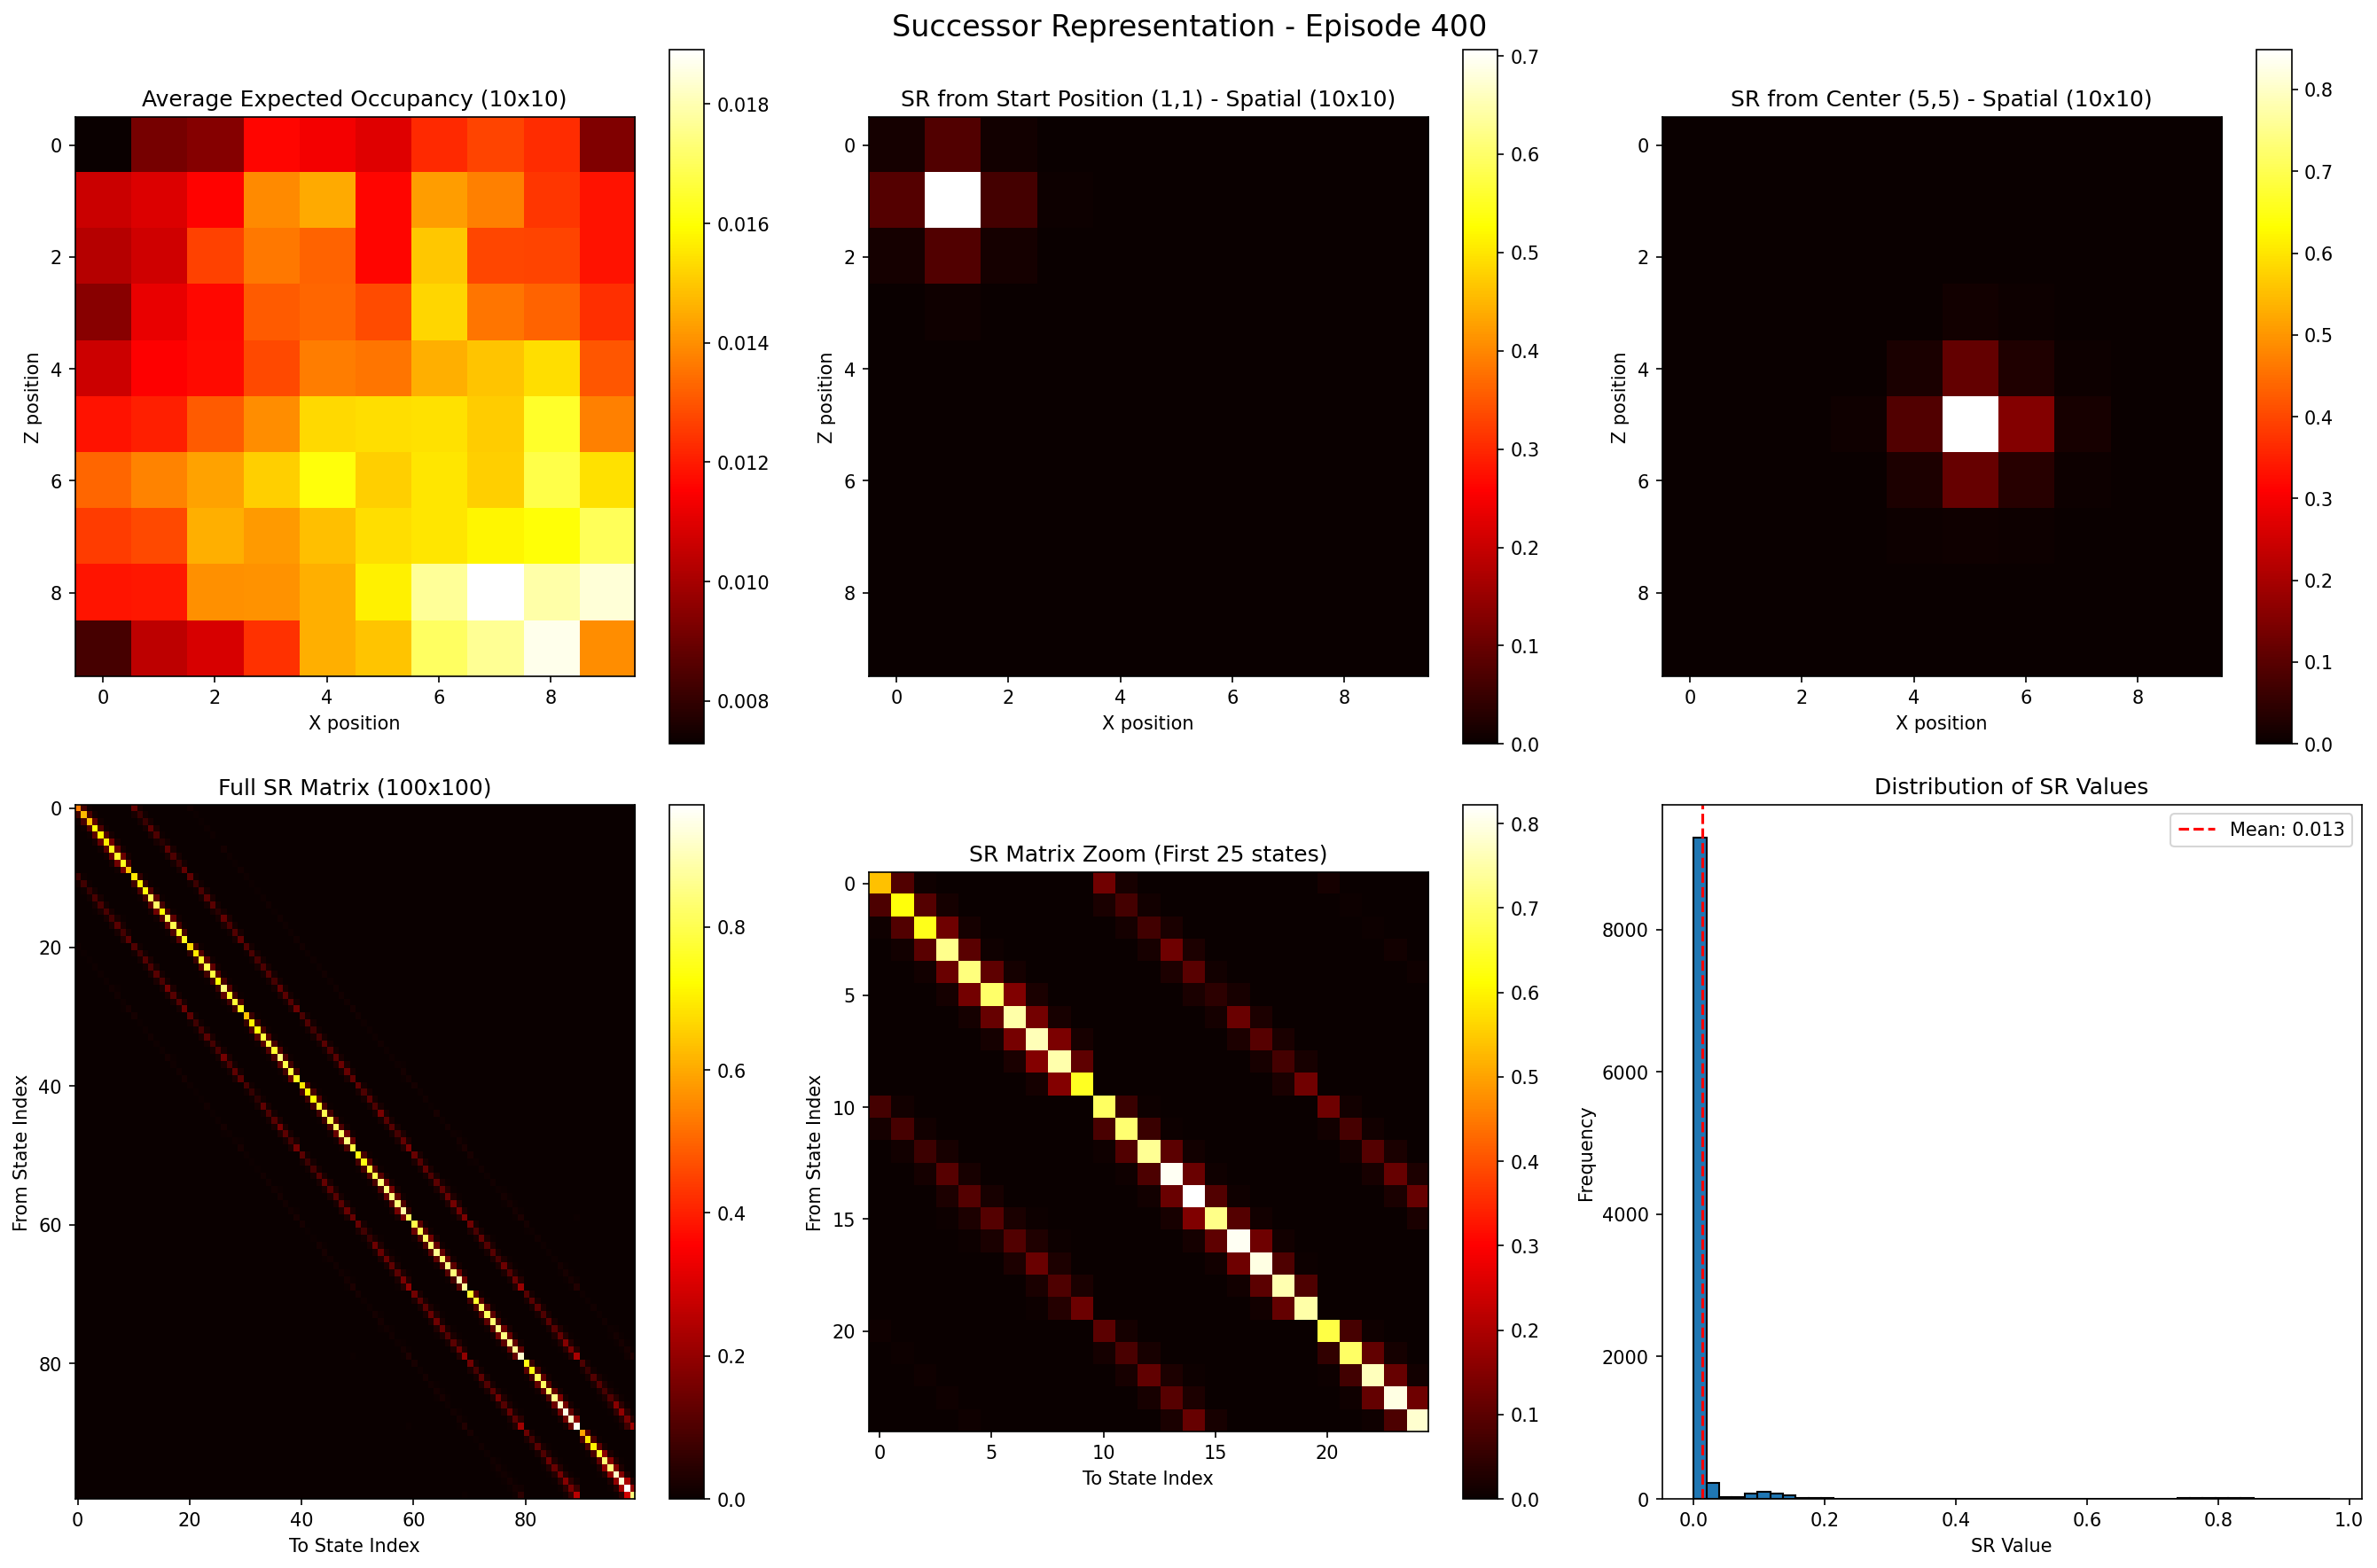 Successor Representation - Episode 400
Average Expected Occupancy (10x10)
Z position
0
2
4
6
8
0 2 4 6 8
X position
0.018
0.016
0.014
0.012
0.010
0.008
SR from Start Position (1,1) - Spatial (10x10)
Z position
0
2
4
6
8
0 2 4 6 8
X position
0.7
0.6
0.5
0.4
0.3
0.2
0.1
0.0
SR from Center (5,5) - Spatial (10x10)
Z position
0
2
4
6
8
0 2 4 6 8
X position
0.8
0.7
0.6
0.5
0.4
0.3
0.2
0.1
0.0
Full SR Matrix (100x100)
From State Index
0
20
40
60
80
0 20 40 60 80
To State Index
0.8
0.6
0.4
0.2
0.0
SR Matrix Zoom (First 25 states)
From State Index
0
5
10
15
20
0 5 10 15 20
To State Index
0.8
0.7
0.6
0.5
0.4
0.3
0.2
0.1
0.0
Distribution of SR Values
Mean: 0.013
Frequency
8000
6000
4000
2000
0
0.0 0.2 0.4 0.6 0.8 1.0
SR Value